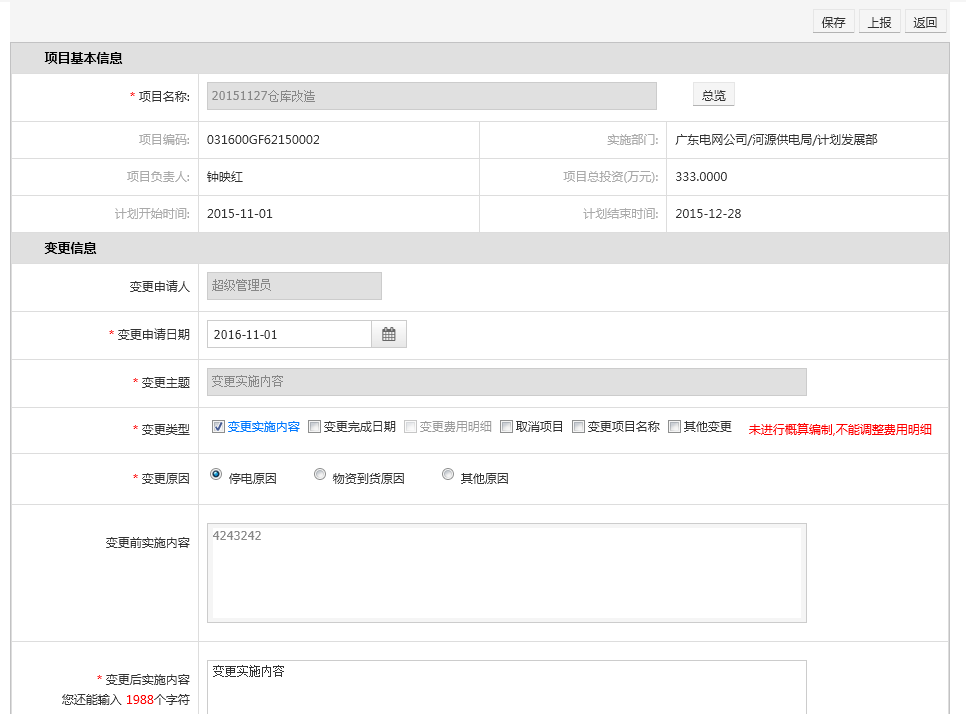 保存 上报 返回
项目基本信息
* 项目名称: 20151127仓库改造 总览
项目编码: 031600GF62150002 实施部门: 广东电网公司/河源供电局/计划发展部
项目负责人: 钟映红 项目总投资(万元): 333.0000
计划开始时间: 2015-11-01 计划结束时间: 2015-12-28
变更信息
变更申请人 超级管理员
* 变更申请日期 2016-11-01
* 变更主题 变更实施内容
* 变更类型 变更实施内容 变更完成日期 变更费用明细 取消项目 变更项目名称 其他变更 未进行概算编制,不能调整费用明细
* 变更原因 停电原因 物资到货原因 其他原因
变更前实施内容 4243242
* 变更后实施内容 变更实施内容
您还能输入 1988个字符